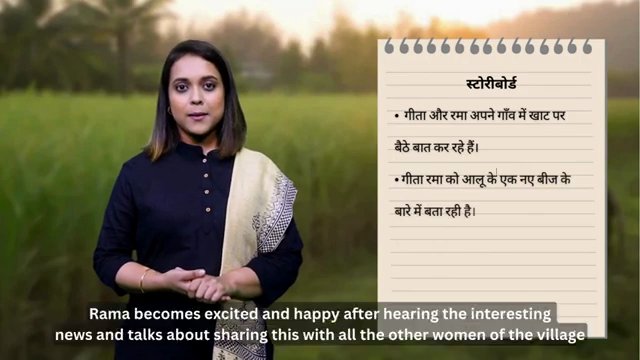 स्टोरीबोर्ड
• गीता और रमा अपने गाँव में खाट पर
बैठे बात कर रहे हैं।
• गीता रमा को आलू के एक नए बीज के
बारे में बता रही है।
Rama becomes excited and happy after hearing the interesting
news and talks about sharing this with all the other women of the village